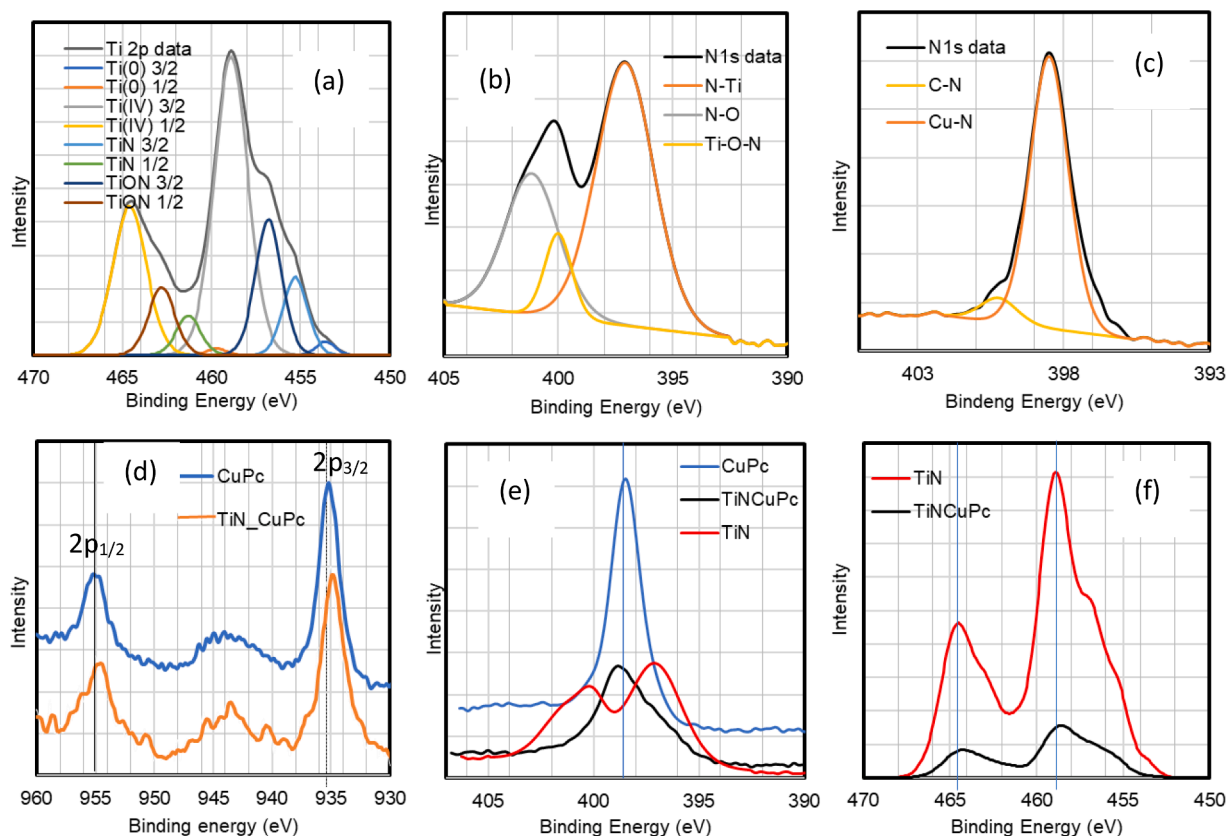 Ti 2p data
Ti(0) 3/2
Ti(0) 1/2
Ti(IV) 3/2
Ti(IV) 1/2
TiN 3/2
TiN 1/2
TiON 3/2
TiON 1/2
(a)
Intensity
470 465 460 455 450
Binding Energy (eV)
(b)
N1s data
N-Ti
N-O
Ti-O-N
Intensity
405 400 395 390
Binding Energy (eV)
N1s data
C-N
Cu-N
(c)
Intensity
403 398 393
Bindeng Energy (eV)
(d)
2p3/2
CuPc
TiN_CuPc
2p1/2
Intensity
960 955 950 945 940 935 930
Binding energy (eV)
(e)
CuPc
TiNCuPc
TiN
Intensity
405 400 395 390
Binding Energy (eV)
TiN
TiNCuPc
(f)
Intensity
470 465 460 455 450
Binding Energy (eV)